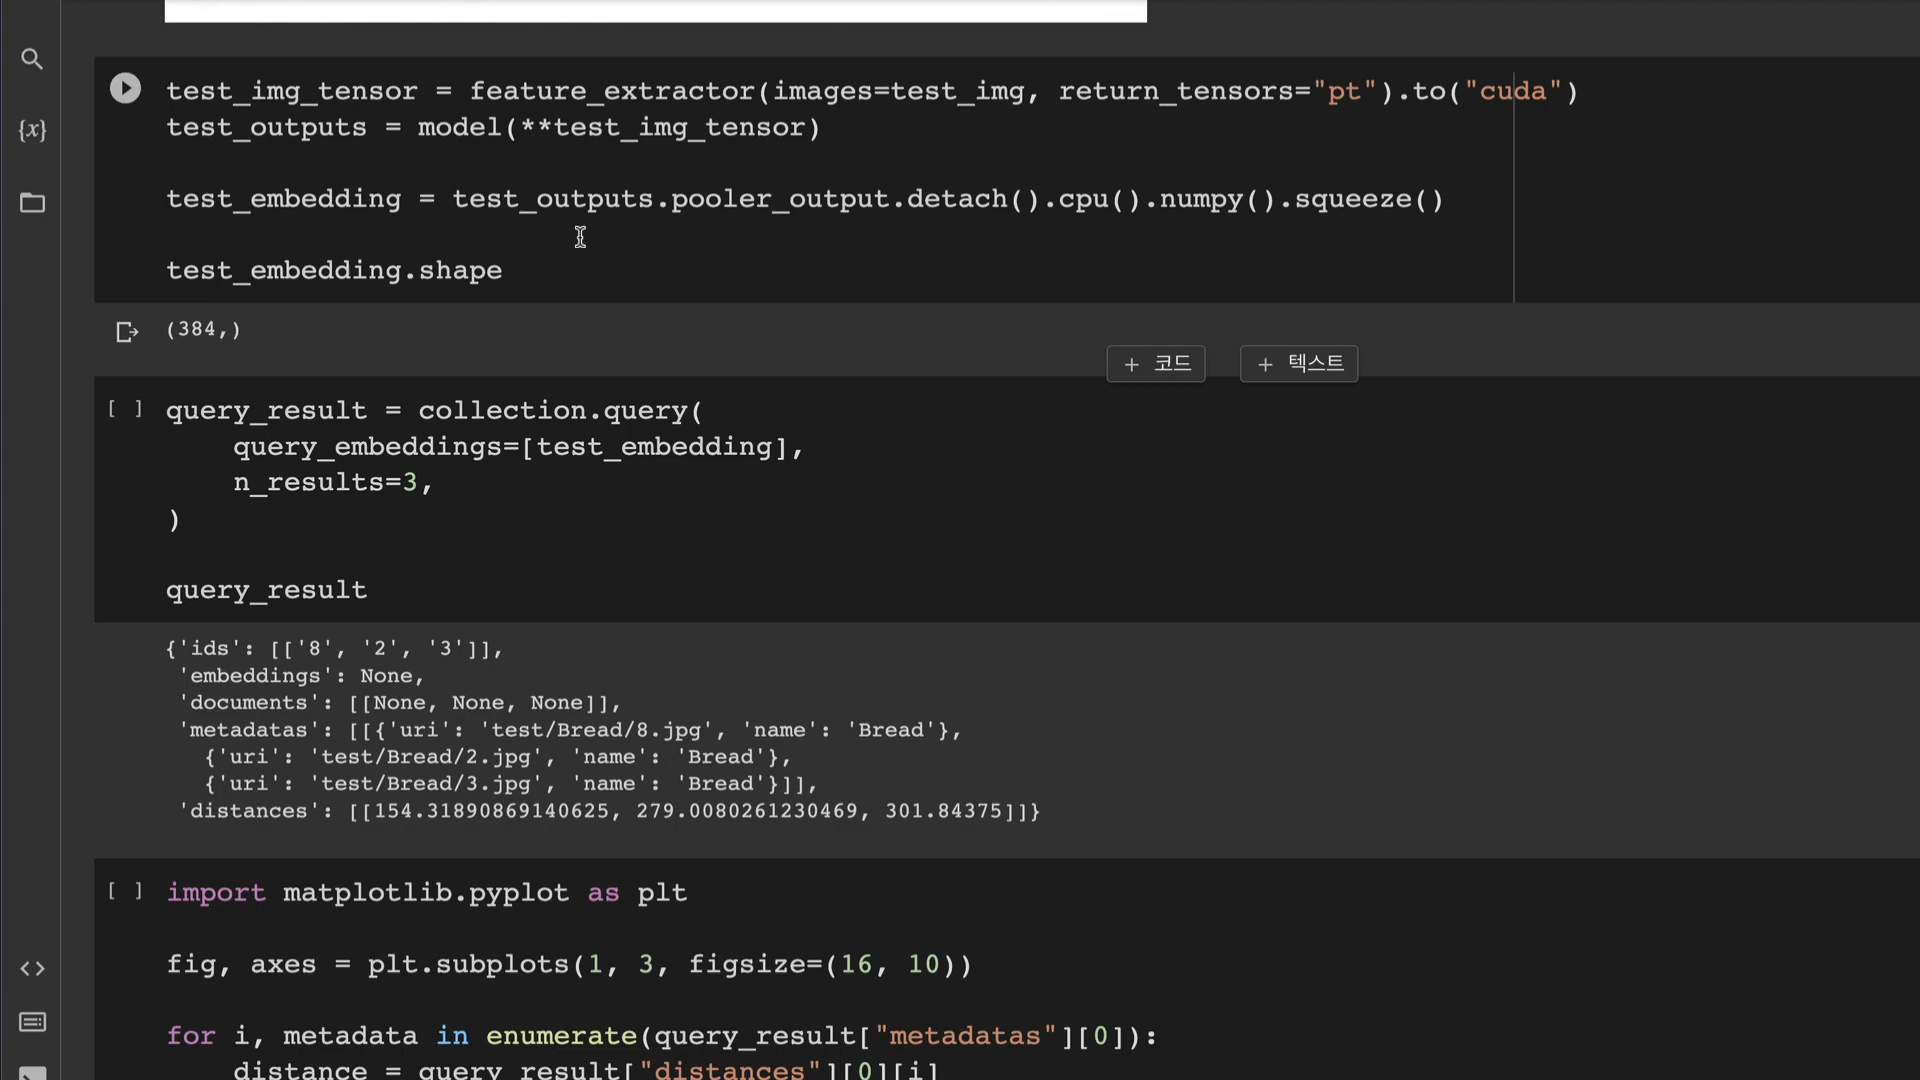 test_img_tensor = feature_extractor(images=test_img, return_tensors="pt").to("cuda")
test_outputs = model(**test_img_tensor)
test_embedding = test_outputs.pooler_output.detach().cpu().numpy().squeeze()
test_embedding.shape
(384,)
+ 코드 + 텍스트
[ ] query_result = collection.query(
    query_embeddings=[test_embedding],
    n_results=3,
)
query_result
{'ids': [['8', '2', '3']],
 'embeddings': None,
 'documents': [[None, None, None]],
 'metadatas': [[{'uri': 'test/Bread/8.jpg', 'name': 'Bread'},
   {'uri': 'test/Bread/2.jpg', 'name': 'Bread'},
   {'uri': 'test/Bread/3.jpg', 'name': 'Bread'}]],
 'distances': [[154.31890869140625, 279.0080261230469, 301.84375]]}
[ ] import matplotlib.pyplot as plt
fig, axes = plt.subplots(1, 3, figsize=(16, 10))
for i, metadata in enumerate(query_result["metadatas"][0]):
    distance = query_result["distances"][0][i]